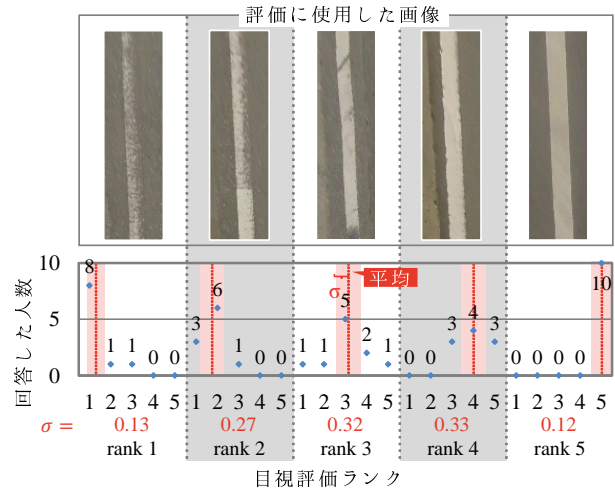 評価に使用した画像
回答した人数
10
5
0
8 1 1 0 0
3 6 1 0 0
1 1 5 2 1
0 0 3 4 3
0 0 0 0 10
σ
平均
1 2 3 4 5 1 2 3 4 5 1 2 3 4 5 1 2 3 4 5 1 2 3 4 5
σ = 0.13 0.27 0.32 0.33 0.12
rank 1 rank 2 rank 3 rank 4 rank 5
目視評価ランク